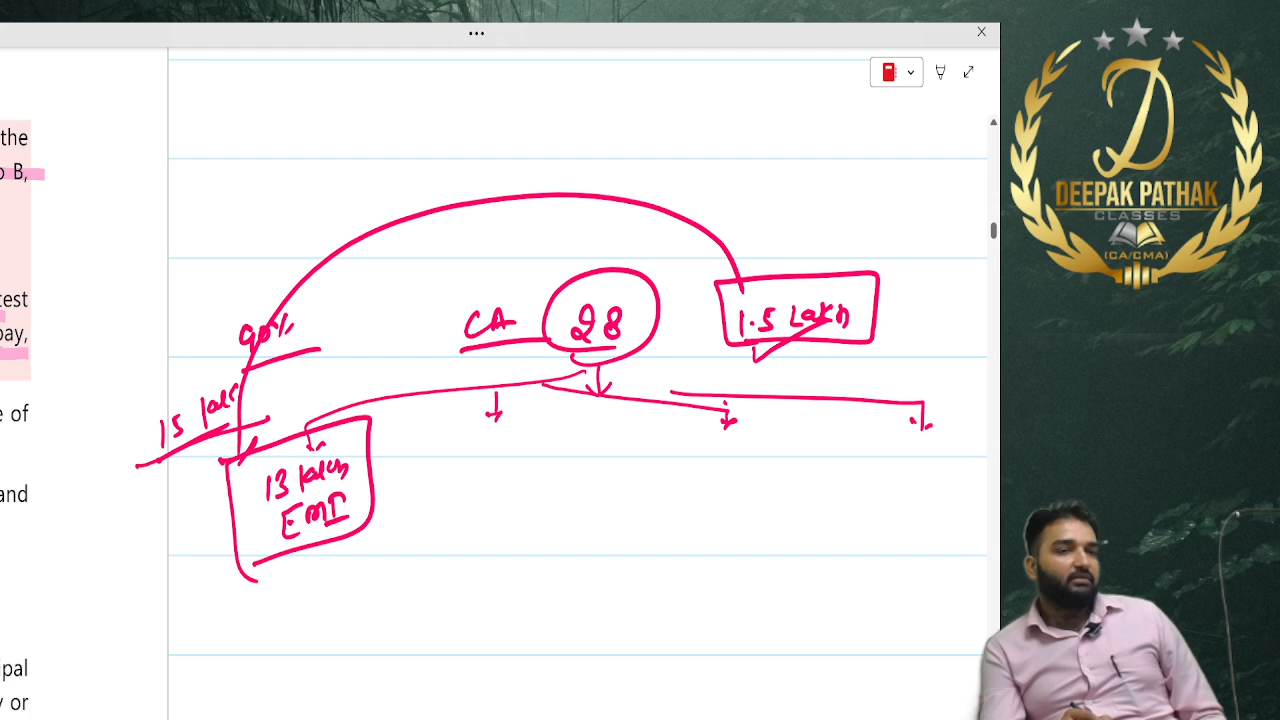 the
B,
test
pay,
e of
and
ipal
y or
90%
CA 28
1.5 Lakh
15 lakh
13 lakh
EMI
D
DEEPAK PATHAK
CLASSES
(CA/CMA)